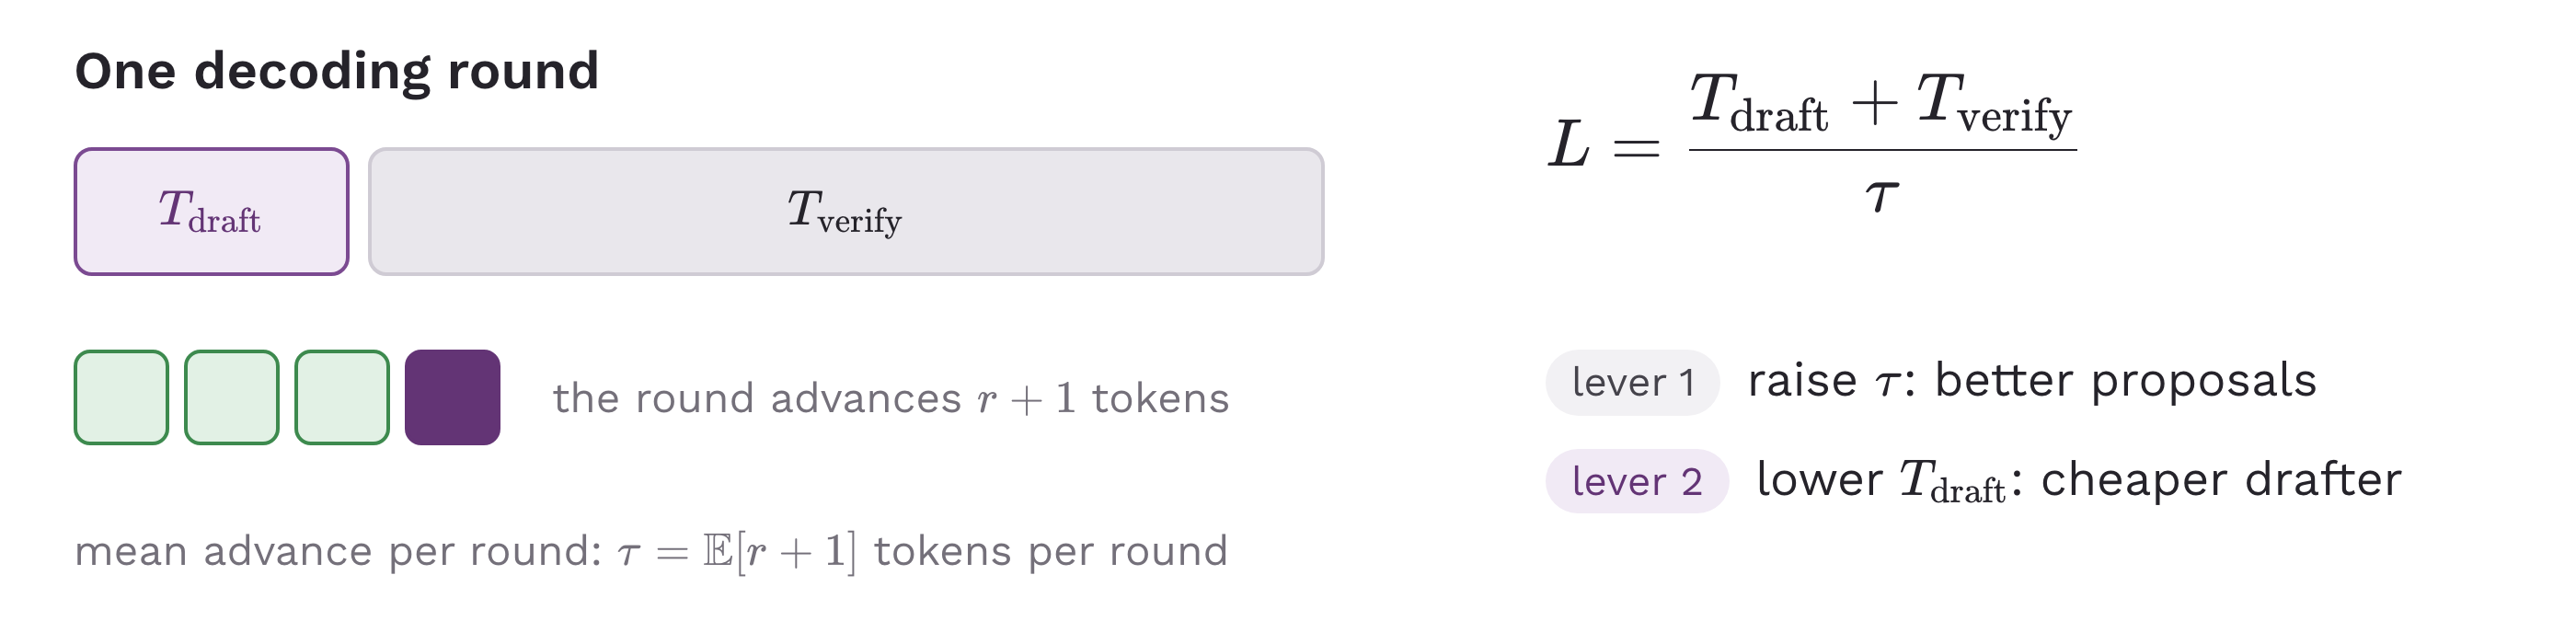 One decoding round
T_draft
T_verify
the round advances r + 1 tokens
mean advance per round: τ = 𝔼[r + 1] tokens per round
L = (T_draft + T_verify) / τ
lever 1 raise τ: better proposals
lever 2 lower T_draft: cheaper drafter